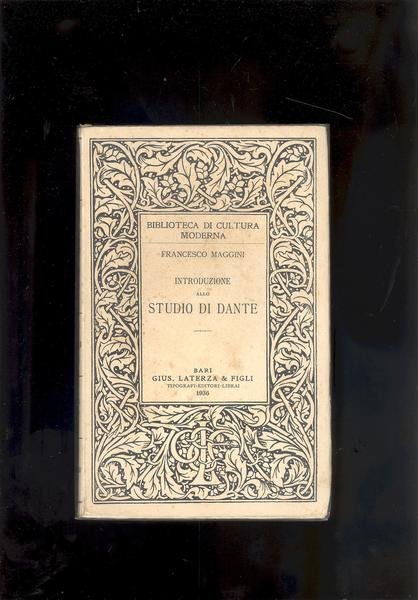 BIBLIOTECA DI CULTURA
MODERNA
FRANCESCO MAGGINI
INTRODUZIONE
ALLO
STUDIO DI DANTE
BARI
GIUS. LATERZA & FIGLI
TIPOGRAFI-EDITORI-LIBRAI
1936